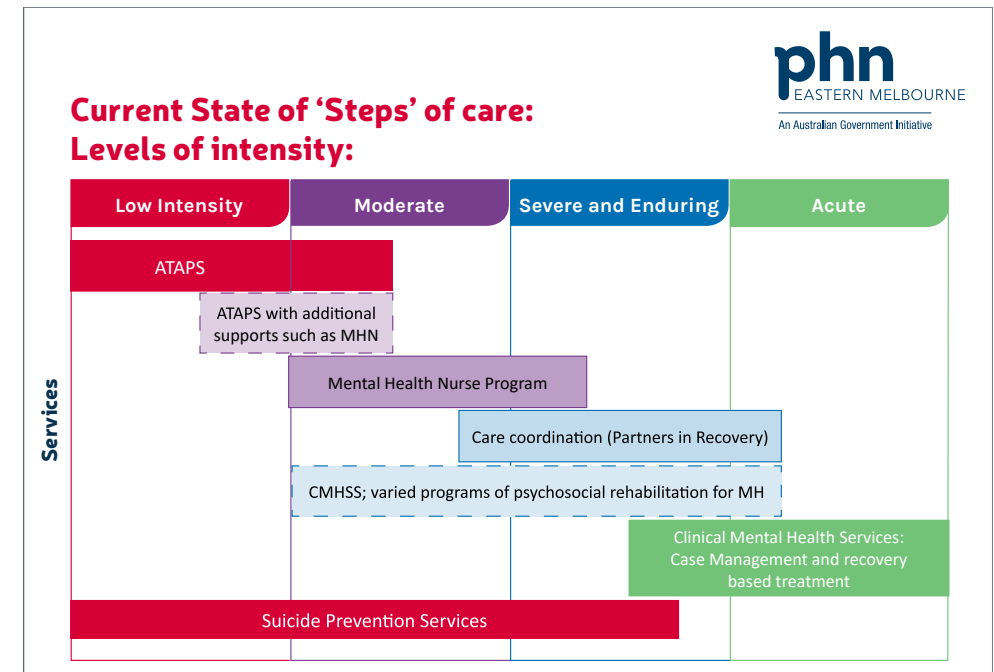 phn
EASTERN MELBOURNE
An Australian Government Initiative
Current State of ‘Steps’ of care:
Levels of intensity:
Low Intensity
Moderate
Severe and Enduring
Acute
Services
ATAPS
ATAPS with additional
supports such as MHN
Mental Health Nurse Program
Care coordination (Partners in Recovery)
CMHSS; varied programs of psychosocial rehabilitation for MH
Clinical Mental Health Services:
Case Management and recovery
based treatment
Suicide Prevention Services